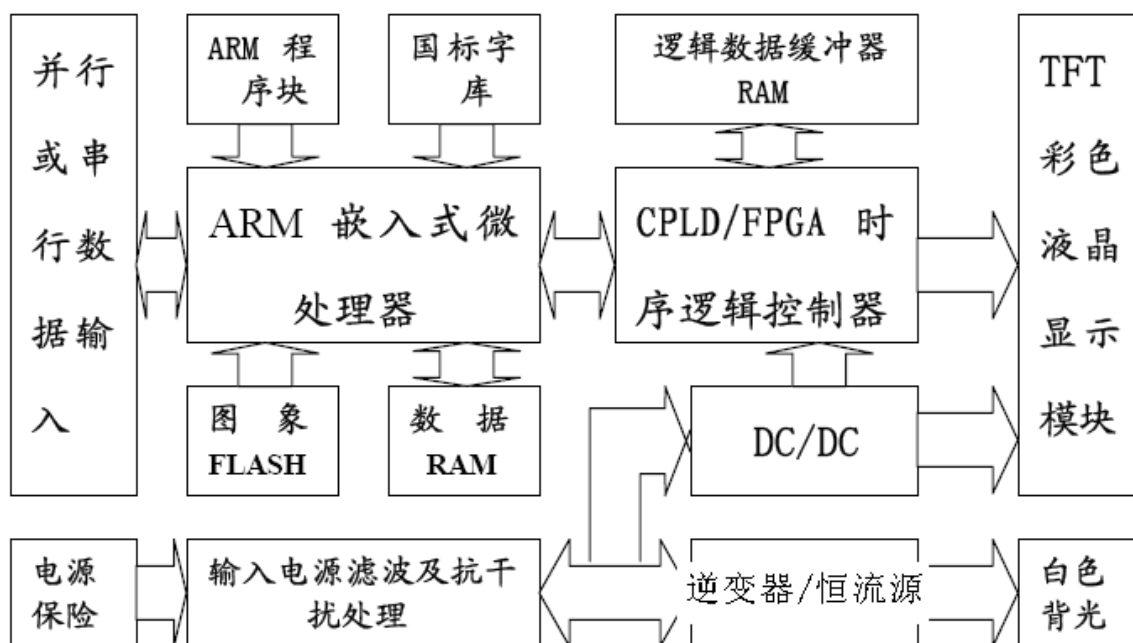 并行
或串
行数
据输
入
ARM 程
序块
国标字
库
逻辑数据缓冲器
RAM
ARM 嵌入式微
处理器
CPLD/FPGA 时
序逻辑控制器
TFT
彩色
液晶
显示
模块
图 象
FLASH
数 据
RAM
DC/DC
电源
保险
输入电源滤波及抗干
扰处理
逆变器/恒流源
白色
背光